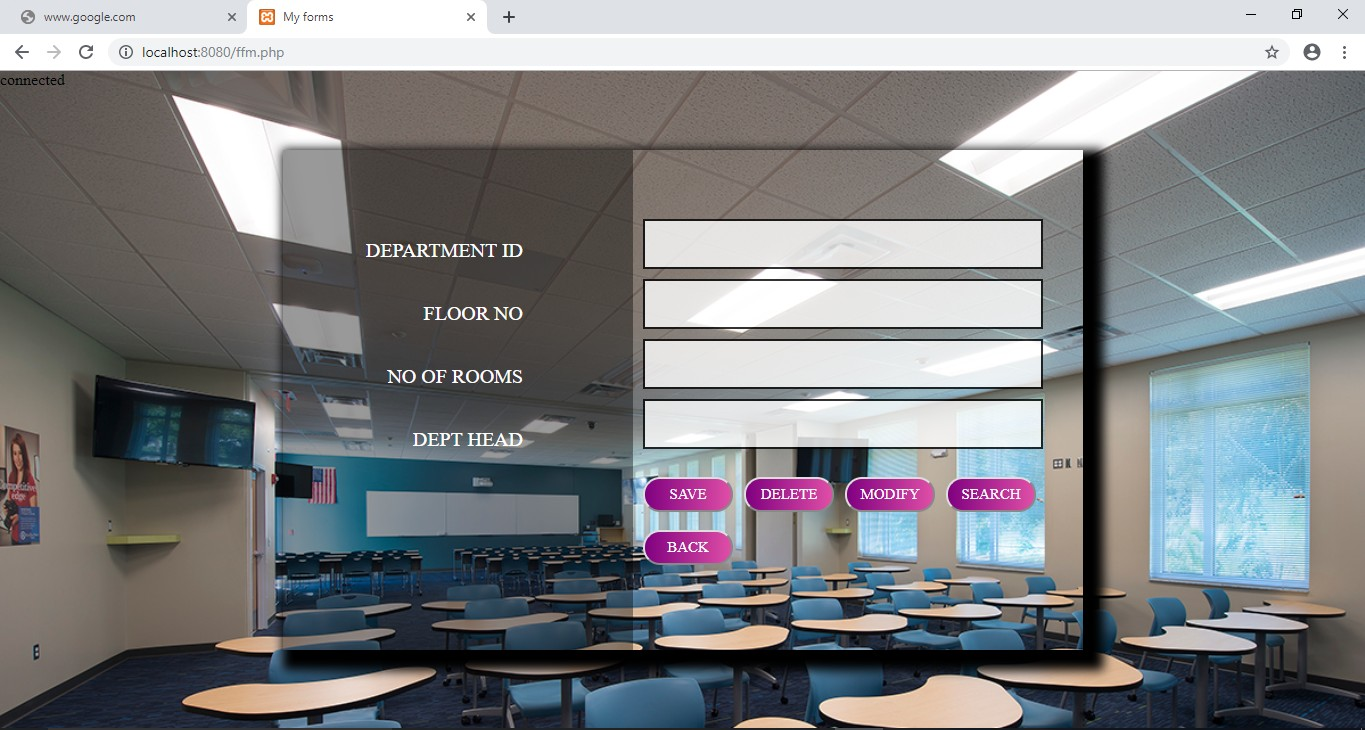 www.google.com
My forms
localhost:8080/ffm.php
connected
DEPARTMENT ID
FLOOR NO
NO OF ROOMS
DEPT HEAD
SAVE DELETE MODIFY SEARCH
BACK